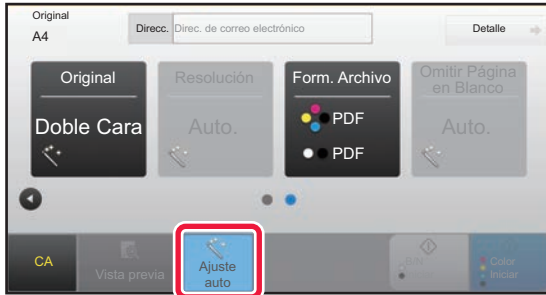 Original
A4
Direcc. Direc. de correo electrónico
Detalle
Original
Doble Cara
Resolución
Auto.
Form. Archivo
PDF
PDF
Omitir Página
en Blanco
Auto.
CA
Vista previa
Ajuste
auto
B/N
Iniciar
Color
Iniciar